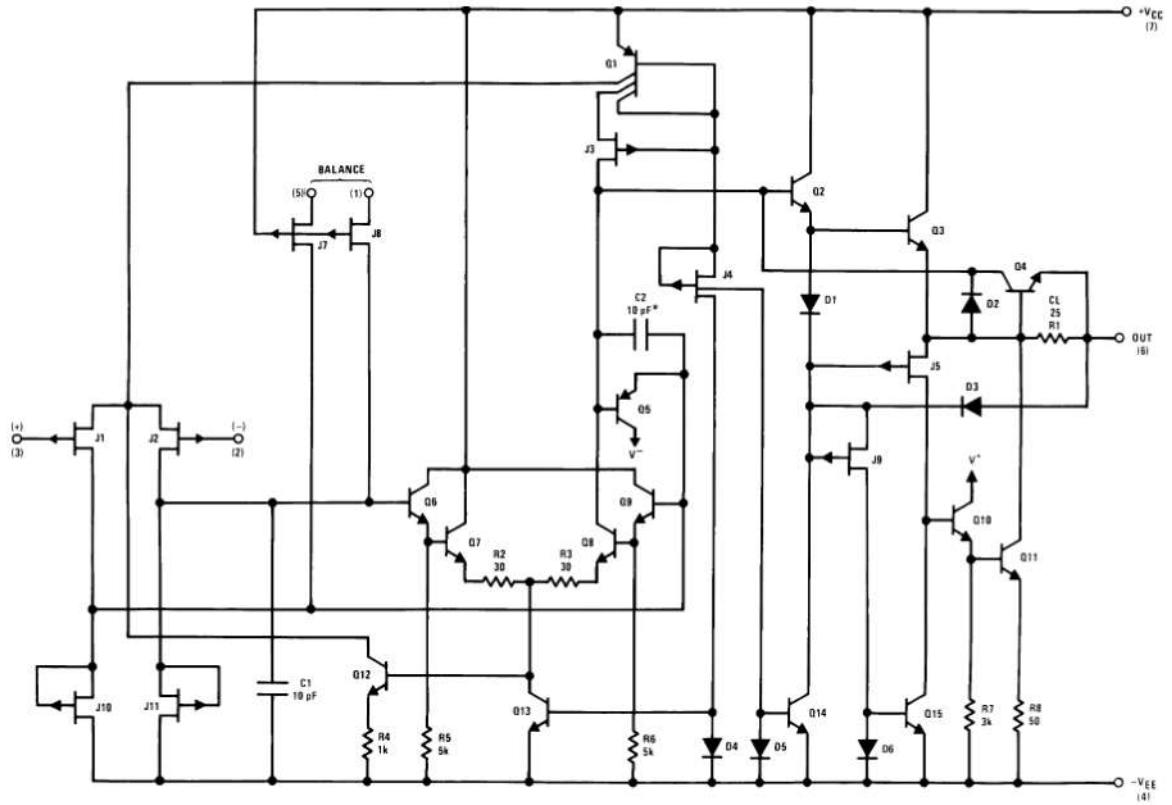 +VCC
(7)
Q1
J3
BALANCE
(5)
(1)
J7
J8
Q2
Q3
J4
Q4
D1
D2
CL
25
R1
OUT
(6)
C2
10 pF*
J5
D3
Q5
V−
(+)
(3)
J1
J2
(−)
(2)
J9
V+
Q6
Q9
Q10
Q7
Q8
Q11
R2
30
R3
30
Q12
C1
10 pF
J10
J11
Q13
Q14
Q15
R4
1k
R5
5k
R6
5k
D4
D5
D6
R7
3k
R8
50
−VEE
(4)